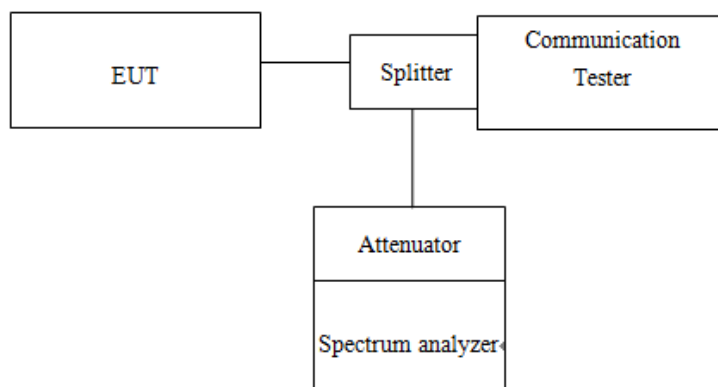 EUT
Splitter
Communication
Tester
Attenuator
Spectrum analyzer